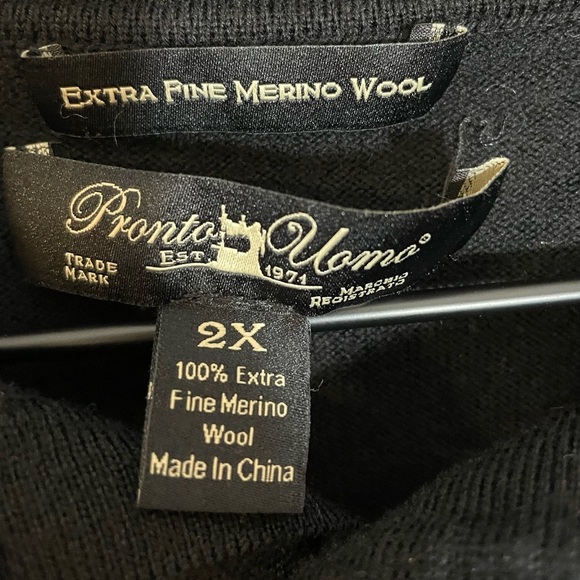 EXTRA FINE MERINO WOOL
Pronto Uomo®
EST. 1971
TRADE MARK
MARCHIO REGISTRATO
2X
100% Extra
Fine Merino
Wool
Made In China